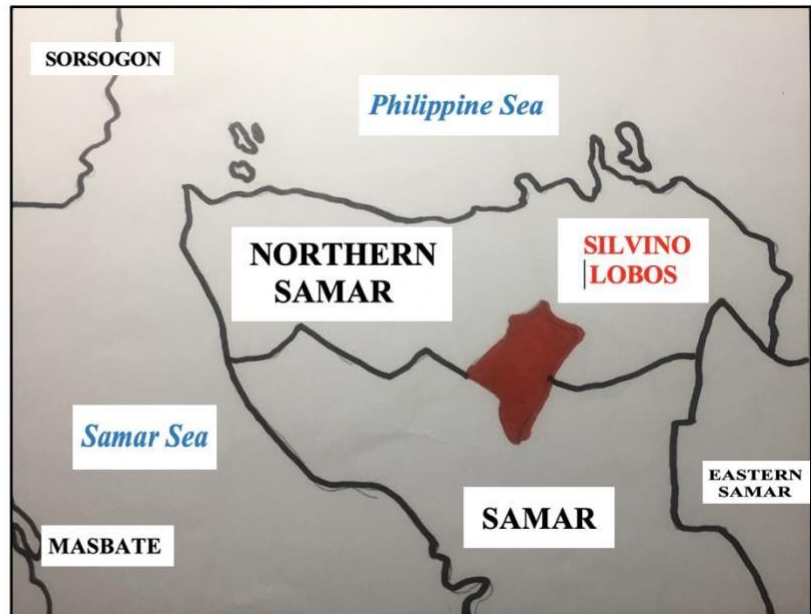 SORSOGON
Philippine Sea
NORTHERN
SAMAR
SILVINO
LOBOS
Samar Sea
EASTERN
SAMAR
SAMAR
MASBATE